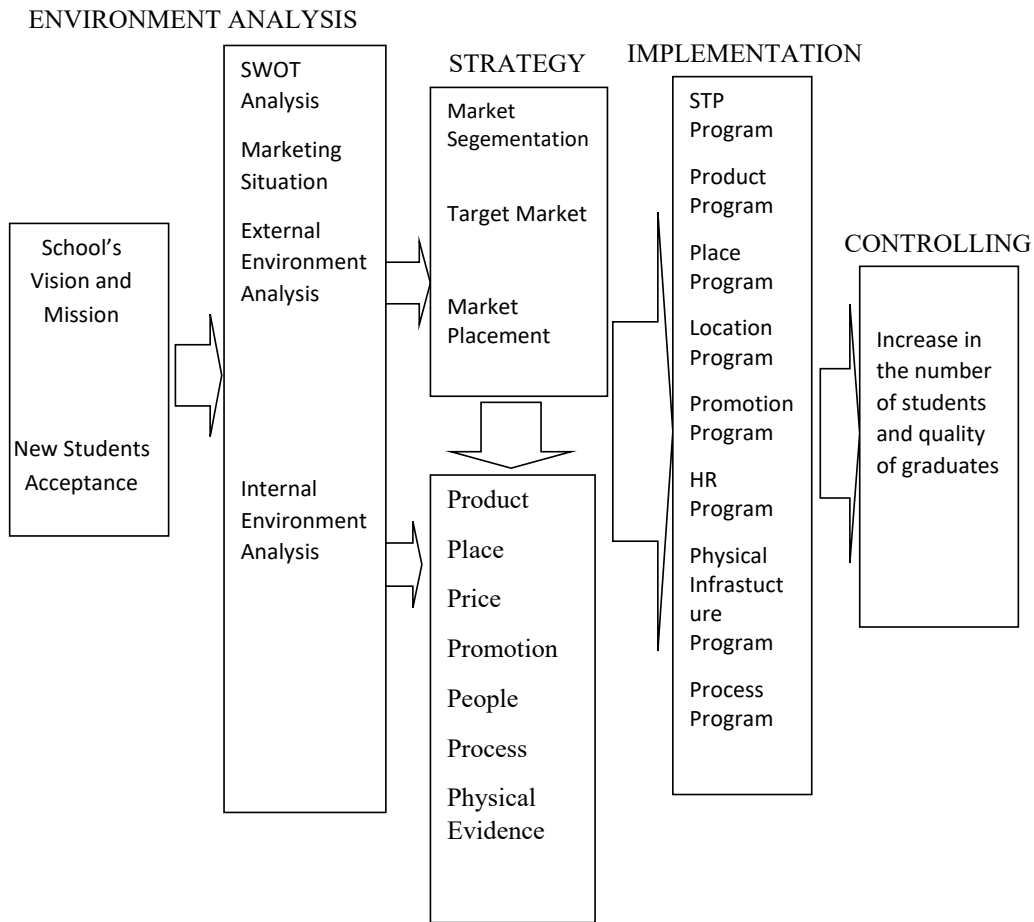 ENVIRONMENT ANALYSIS
School’s
Vision and
Mission
New Students
Acceptance
SWOT
Analysis
Marketing
Situation
External
Environment
Analysis
Internal
Environment
Analysis
STRATEGY
Market
Segementation
Target Market
Market
Placement
Product
Place
Price
Promotion
People
Process
Physical
Evidence
IMPLEMENTATION
STP
Program
Product
Program
Place
Program
Location
Program
Promotion
Program
HR
Program
Physical
Infrastuct
ure
Program
Process
Program
CONTROLLING
Increase in
the number
of students
and quality
of graduates